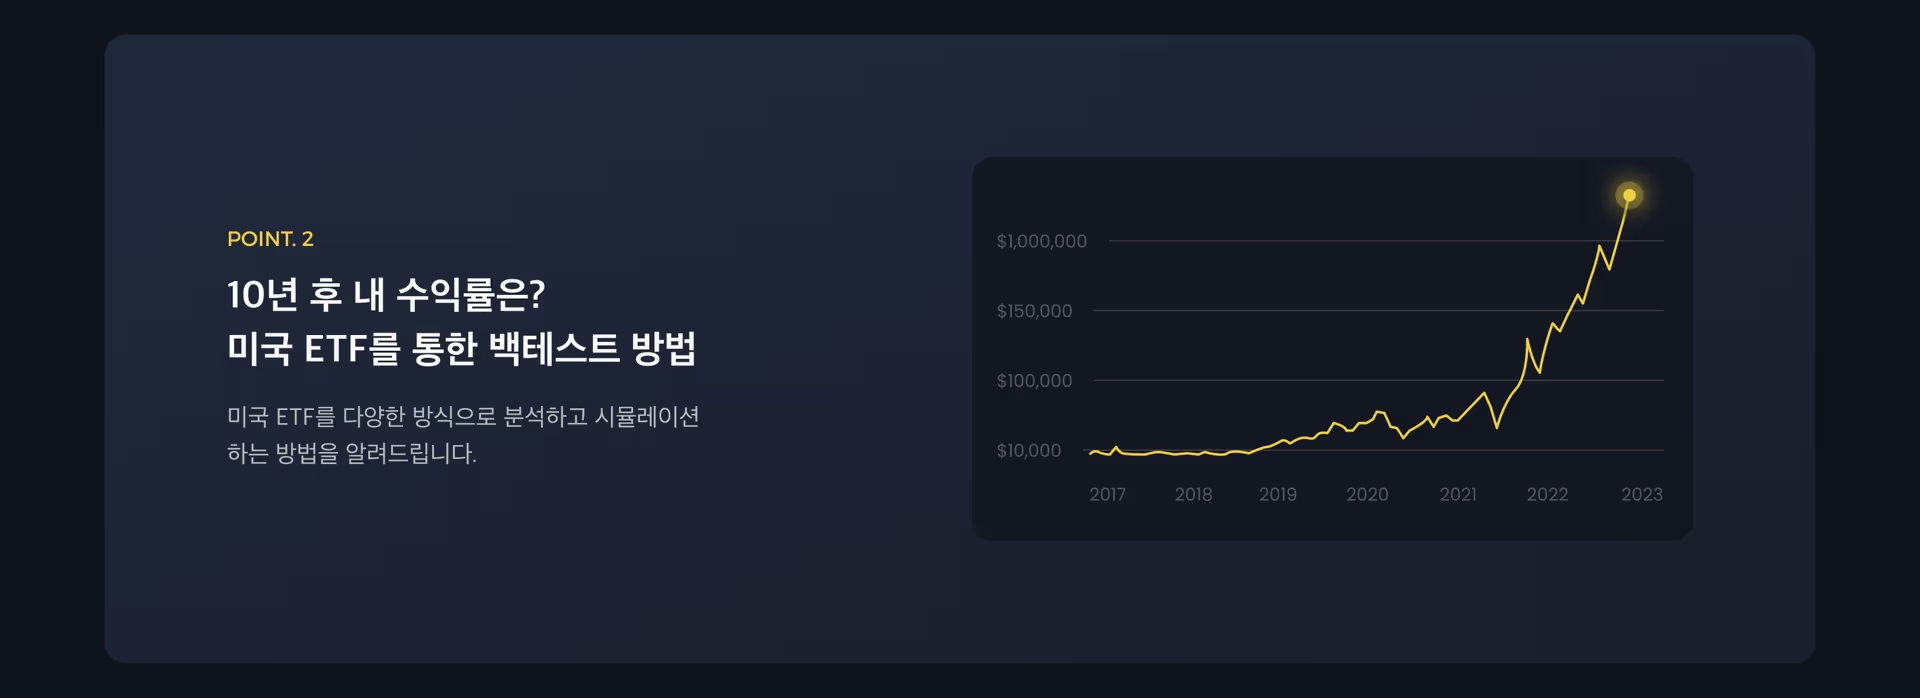 POINT. 2
10년 후 내 수익률은?
미국 ETF를 통한 백테스트 방법
미국 ETF를 다양한 방식으로 분석하고 시뮬레이션
하는 방법을 알려드립니다.
$1,000,000
$150,000
$100,000
$10,000
2017 2018 2019 2020 2021 2022 2023